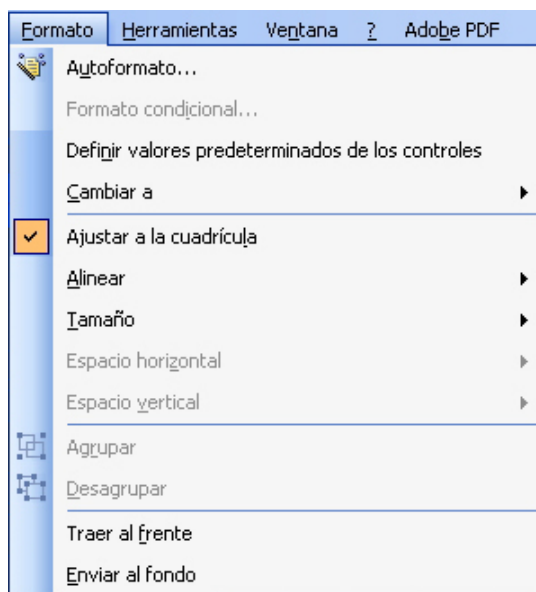 Formato Herramientas Ventana ? Adobe PDF
Autoformato...
Formato condicional...
Definir valores predeterminados de los controles
Cambiar a
Ajustar a la cuadrícula
Alinear
Tamaño
Espacio horizontal
Espacio vertical
Agrupar
Desagrupar
Traer al frente
Enviar al fondo